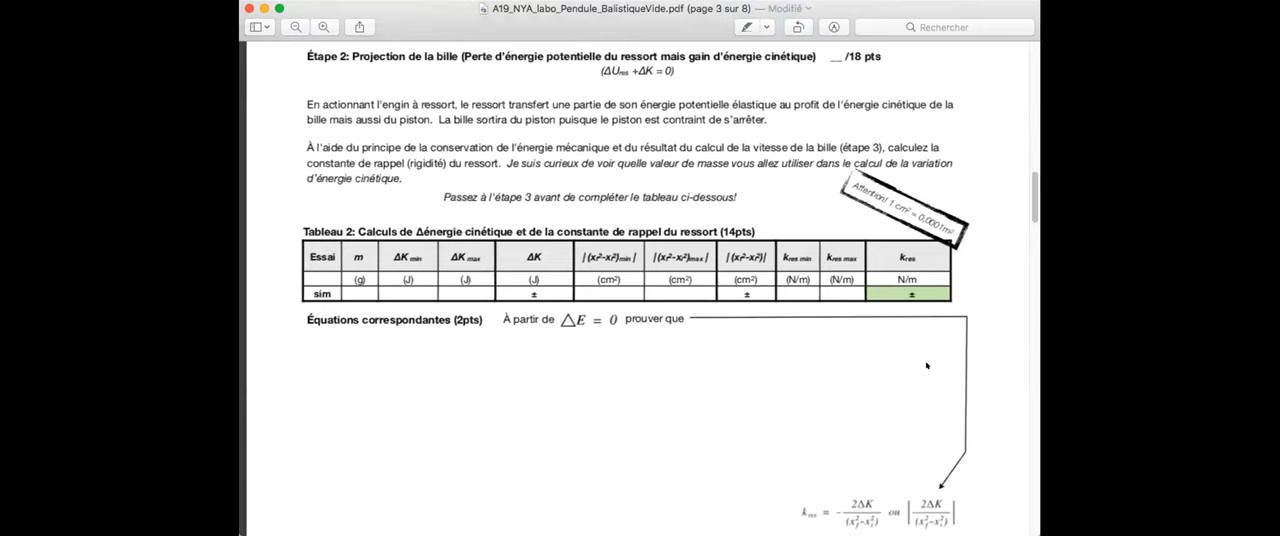 A19_NYA_labo_Pendule_BalistiqueVide.pdf (page 3 sur 8) — Modifié
Rechercher
Étape 2: Projection de la bille (Perte d'énergie potentielle du ressort mais gain d'énergie cinétique) __ /18 pts
(ΔUres +ΔK = 0)
En actionnant l'engin à ressort, le ressort transfert une partie de son énergie potentielle élastique au profit de l'énergie cinétique de la
bille mais aussi du piston. La bille sortira du piston puisque le piston est contraint de s'arrêter.
À l'aide du principe de la conservation de l'énergie mécanique et du résultat du calcul de la vitesse de la bille (étape 3), calculez la
constante de rappel (rigidité) du ressort. Je suis curieux de voir quelle valeur de masse vous allez utiliser dans le calcul de la variation
d'énergie cinétique.
Passez à l'étape 3 avant de compléter le tableau ci-dessous!
Attention! 1 cm² = 0,0001m²
Tableau 2: Calculs de Δénergie cinétique et de la constante de rappel du ressort (14pts)
Essai m ΔK min ΔK max ΔK |(xf²-xi²)min| |(xf²-xi²)max| |(xf²-xi²)| kres min kres max kres
(g) (J) (J) (J) (cm²) (cm²) (cm²) (N/m) (N/m) N/m
sim ± ± ±
Équations correspondantes (2pts) À partir de △E = 0 prouver que
kres = - 2ΔK / (xf²-xi²) ou |2ΔK / (xf²-xi²)|